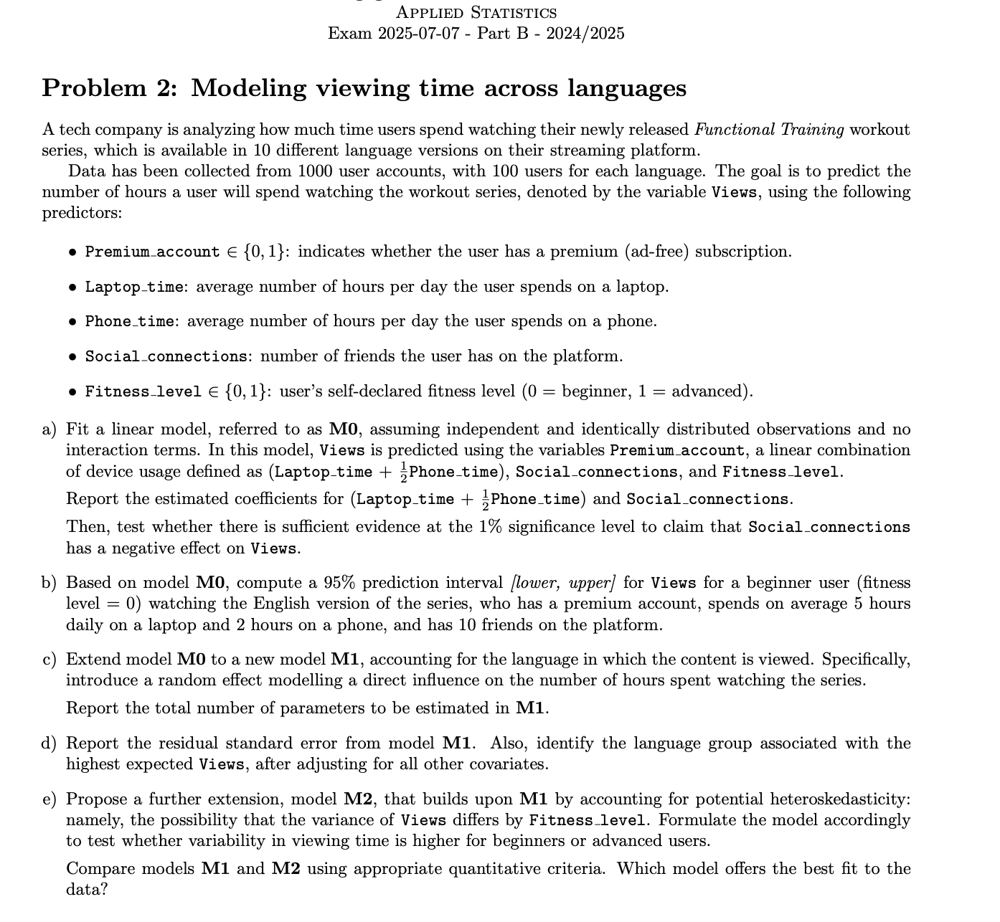 APPLIED STATISTICS
Exam 2025-07-07 - Part B - 2024/2025
Problem 2: Modeling viewing time across languages
A tech company is analyzing how much time users spend watching their newly released Functional Training workout
series, which is available in 10 different language versions on their streaming platform.
Data has been collected from 1000 user accounts, with 100 users for each language. The goal is to predict the
number of hours a user will spend watching the workout series, denoted by the variable Views, using the following
predictors:
• Premium_account ∈ {0, 1}: indicates whether the user has a premium (ad-free) subscription.
• Laptop_time: average number of hours per day the user spends on a laptop.
• Phone_time: average number of hours per day the user spends on a phone.
• Social_connections: number of friends the user has on the platform.
• Fitness_level ∈ {0, 1}: user's self-declared fitness level (0 = beginner, 1 = advanced).
a) Fit a linear model, referred to as M0, assuming independent and identically distributed observations and no
interaction terms. In this model, Views is predicted using the variables Premium_account, a linear combination
of device usage defined as (Laptop_time + ½Phone_time), Social_connections, and Fitness_level.
Report the estimated coefficients for (Laptop_time + ½Phone_time) and Social_connections.
Then, test whether there is sufficient evidence at the 1% significance level to claim that Social_connections
has a negative effect on Views.
b) Based on model M0, compute a 95% prediction interval [lower, upper] for Views for a beginner user (fitness
level = 0) watching the English version of the series, who has a premium account, spends on average 5 hours
daily on a laptop and 2 hours on a phone, and has 10 friends on the platform.
c) Extend model M0 to a new model M1, accounting for the language in which the content is viewed. Specifically,
introduce a random effect modelling a direct influence on the number of hours spent watching the series.
Report the total number of parameters to be estimated in M1.
d) Report the residual standard error from model M1. Also, identify the language group associated with the
highest expected Views, after adjusting for all other covariates.
e) Propose a further extension, model M2, that builds upon M1 by accounting for potential heteroskedasticity:
namely, the possibility that the variance of Views differs by Fitness_level. Formulate the model accordingly
to test whether variability in viewing time is higher for beginners or advanced users.
Compare models M1 and M2 using appropriate quantitative criteria. Which model offers the best fit to the
data?